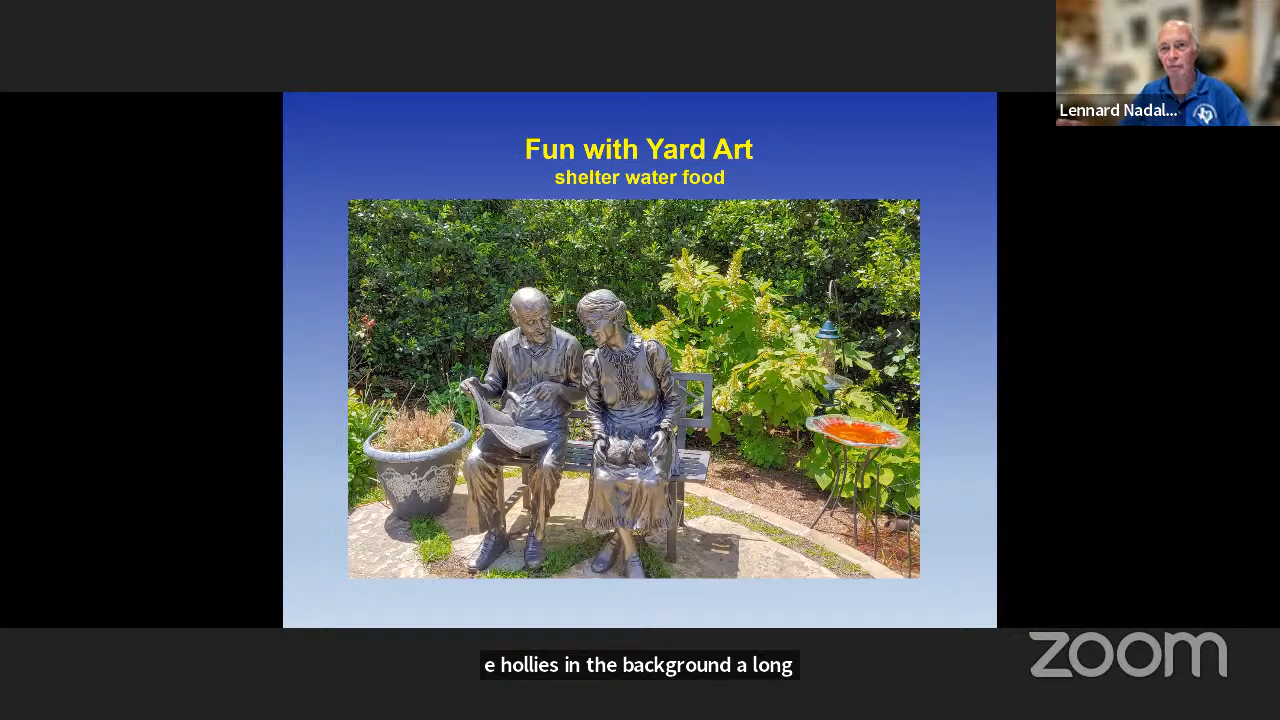 Lennard Nadal...
Fun with Yard Art
shelter water food
e hollies in the background a long
zoom